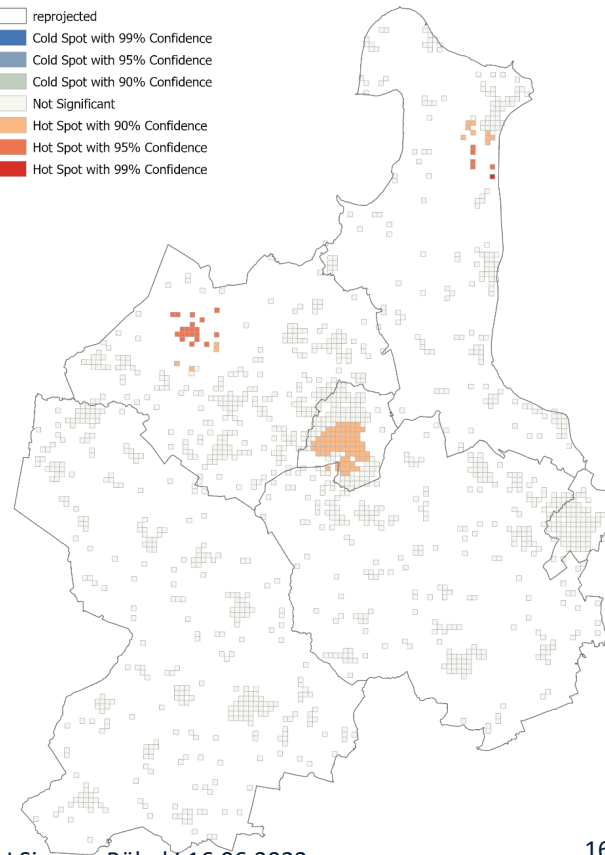 reprojected
Cold Spot with 99% Confidence
Cold Spot with 95% Confidence
Cold Spot with 90% Confidence
Not Significant
Hot Spot with 90% Confidence
Hot Spot with 95% Confidence
Hot Spot with 99% Confidence
16